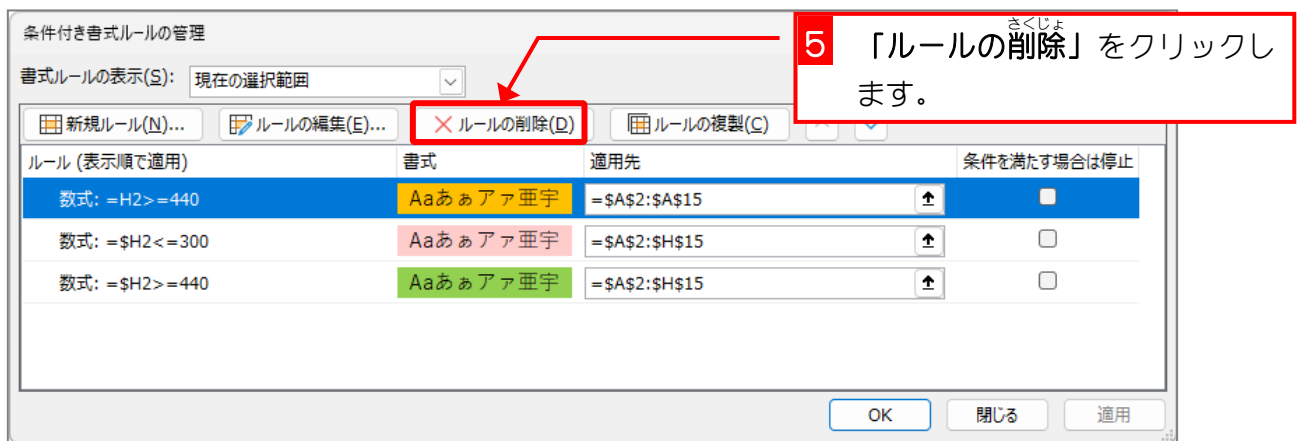 条件付き書式ルールの管理
5 「ルールの削除」をクリックし
さくじょ
ます。
書式ルールの表示(S): 現在の選択範囲
新規ルール(N)... ルールの編集(E)... ルールの削除(D) ルールの複製(C)
ルール (表示順で適用) 書式 適用先 条件を満たす場合は停止
数式: =H2>=440 Aaあぁアァ亜宇 =$A$2:$A$15
数式: =$H2<=300 Aaあぁアァ亜宇 =$A$2:$H$15
数式: =$H2>=440 Aaあぁアァ亜宇 =$A$2:$H$15
OK 閉じる 適用